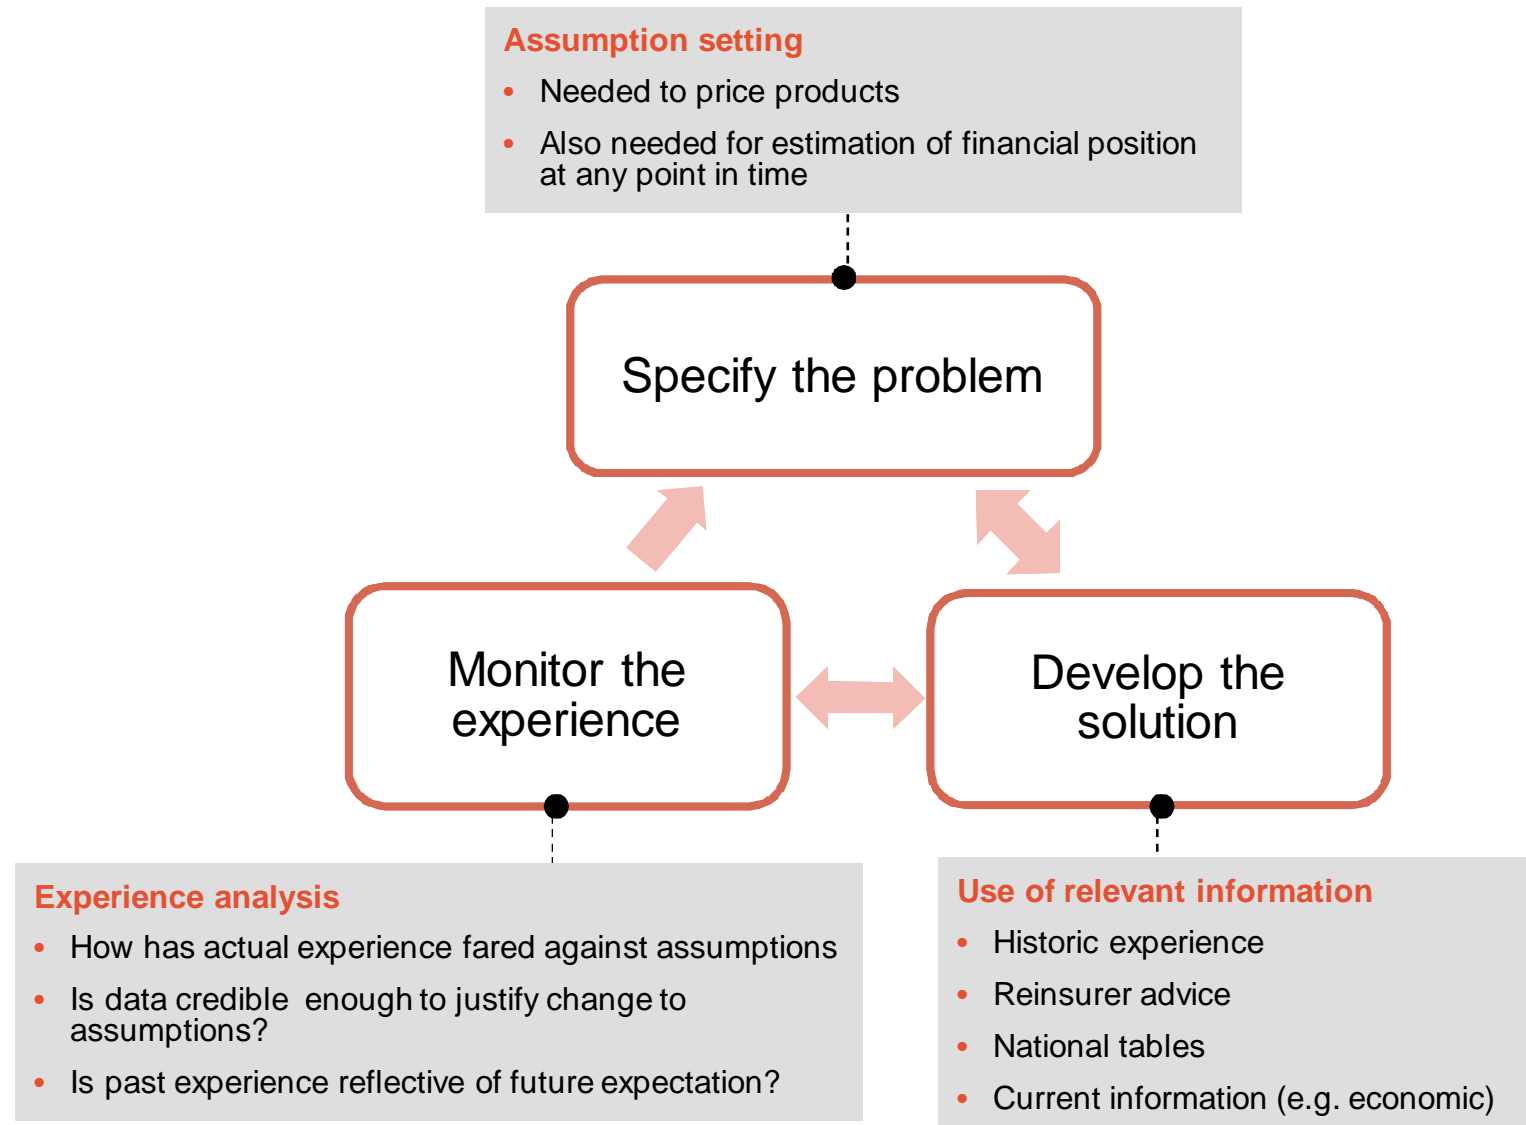 Assumption setting
• Needed to price products
• Also needed for estimation of financial position
at any point in time
Specify the problem
Monitor the
experience
Develop the
solution
Experience analysis
• How has actual experience fared against assumptions
• Is data credible enough to justify change to
assumptions?
• Is past experience reflective of future expectation?
Use of relevant information
• Historic experience
• Reinsurer advice
• National tables
• Current information (e.g. economic)